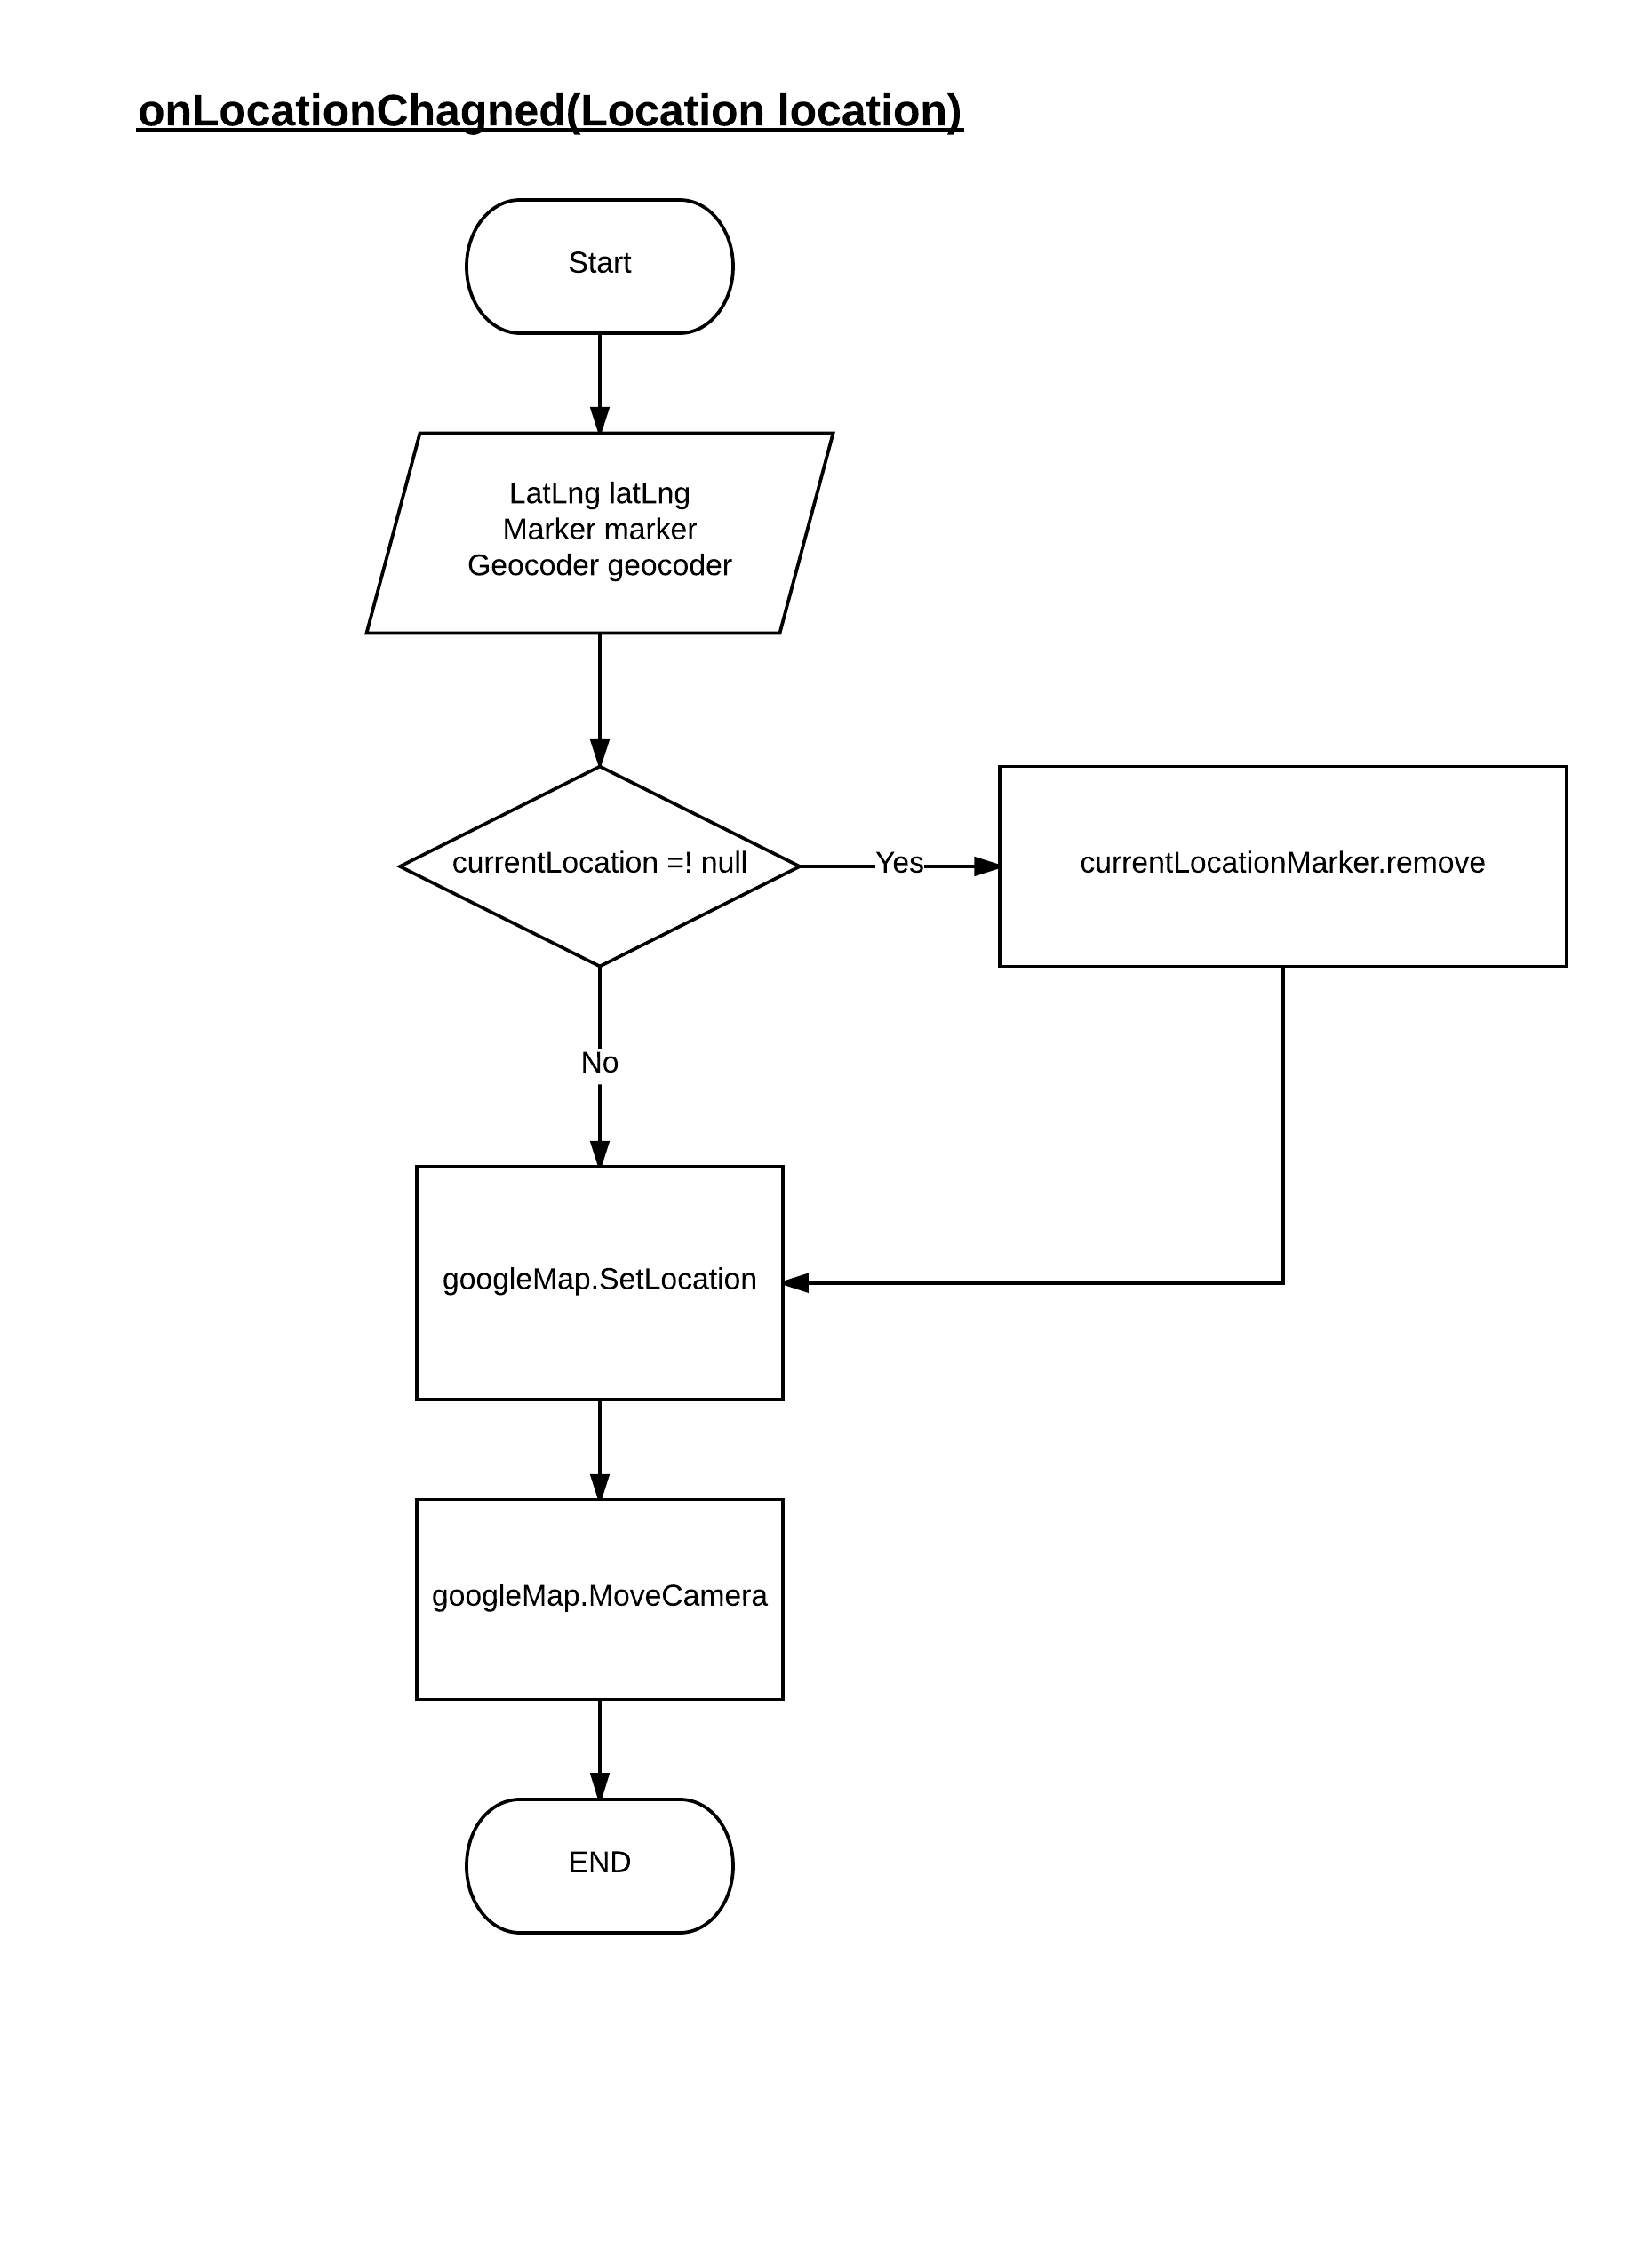 onLocationChagned(Location location)
Start
LatLng latLng
Marker marker
Geocoder geocoder
currentLocation =! null
Yes
currentLocationMarker.remove
No
googleMap.SetLocation
googleMap.MoveCamera
END